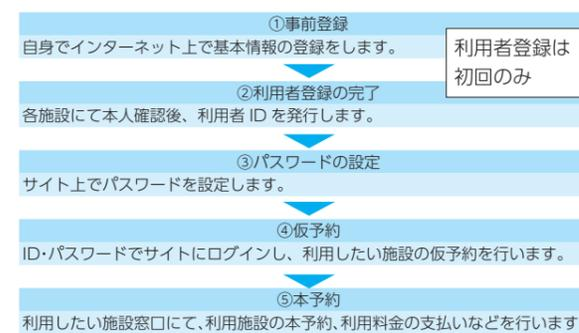 ①事前登録
自身でインターネット上で基本情報の登録をします。
利用者登録は
初回のみ
②利用者登録の完了
各施設にて本人確認後、利用者 ID を発行します。
③パスワードの設定
サイト上でパスワードを設定します。
④仮予約
ID・パスワードでサイトにログインし、利用したい施設の仮予約を行います。
⑤本予約
利用したい施設窓口にて、利用施設の本予約、利用料金の支払いなどを行います